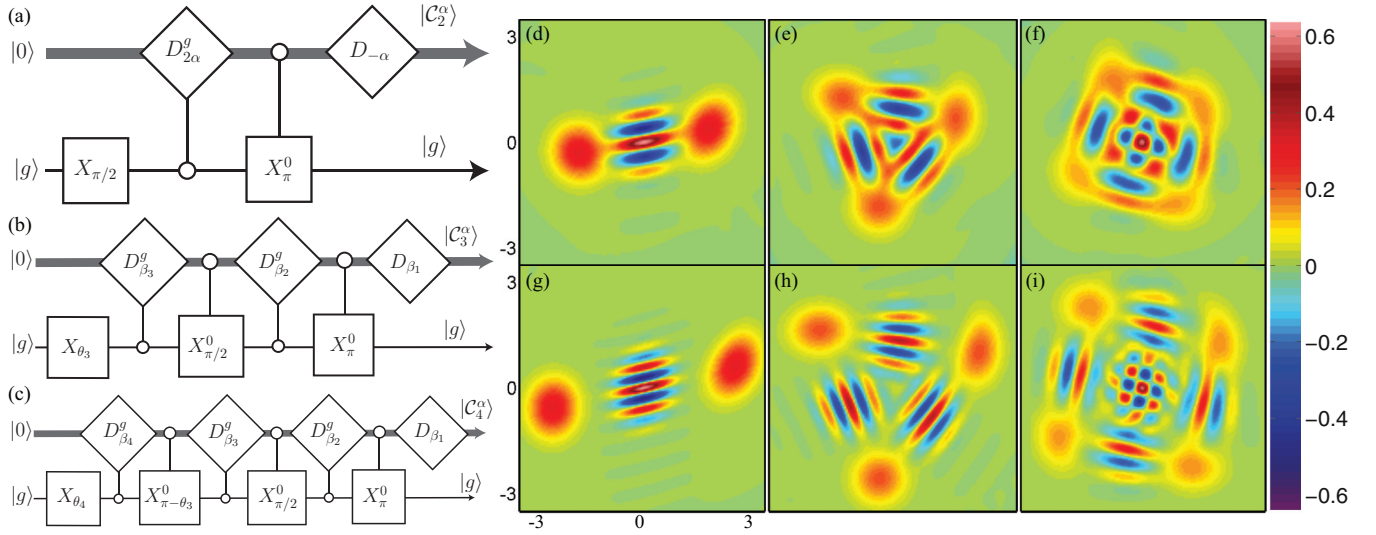 (a)
|0⟩
D^g_{2α}
D_{−α}
|C^α_2⟩
|g⟩
X_{π/2}
X^0_π
|g⟩
(b)
|0⟩
D^g_{β_3}
D^g_{β_2}
D_{β_1}
|C^α_3⟩
|g⟩
X_{θ_3}
X^0_{π/2}
X^0_π
|g⟩
(c)
|0⟩
D^g_{β_4}
D^g_{β_3}
D^g_{β_2}
D_{β_1}
|C^α_4⟩
|g⟩
X_{θ_4}
X^0_{π−θ_3}
X^0_{π/2}
X^0_π
|g⟩
(d) (e) (f)
3
0
-3
(g) (h) (i)
3
0
-3
-3 0 3
0.6
0.4
0.2
0
−0.2
−0.4
−0.6